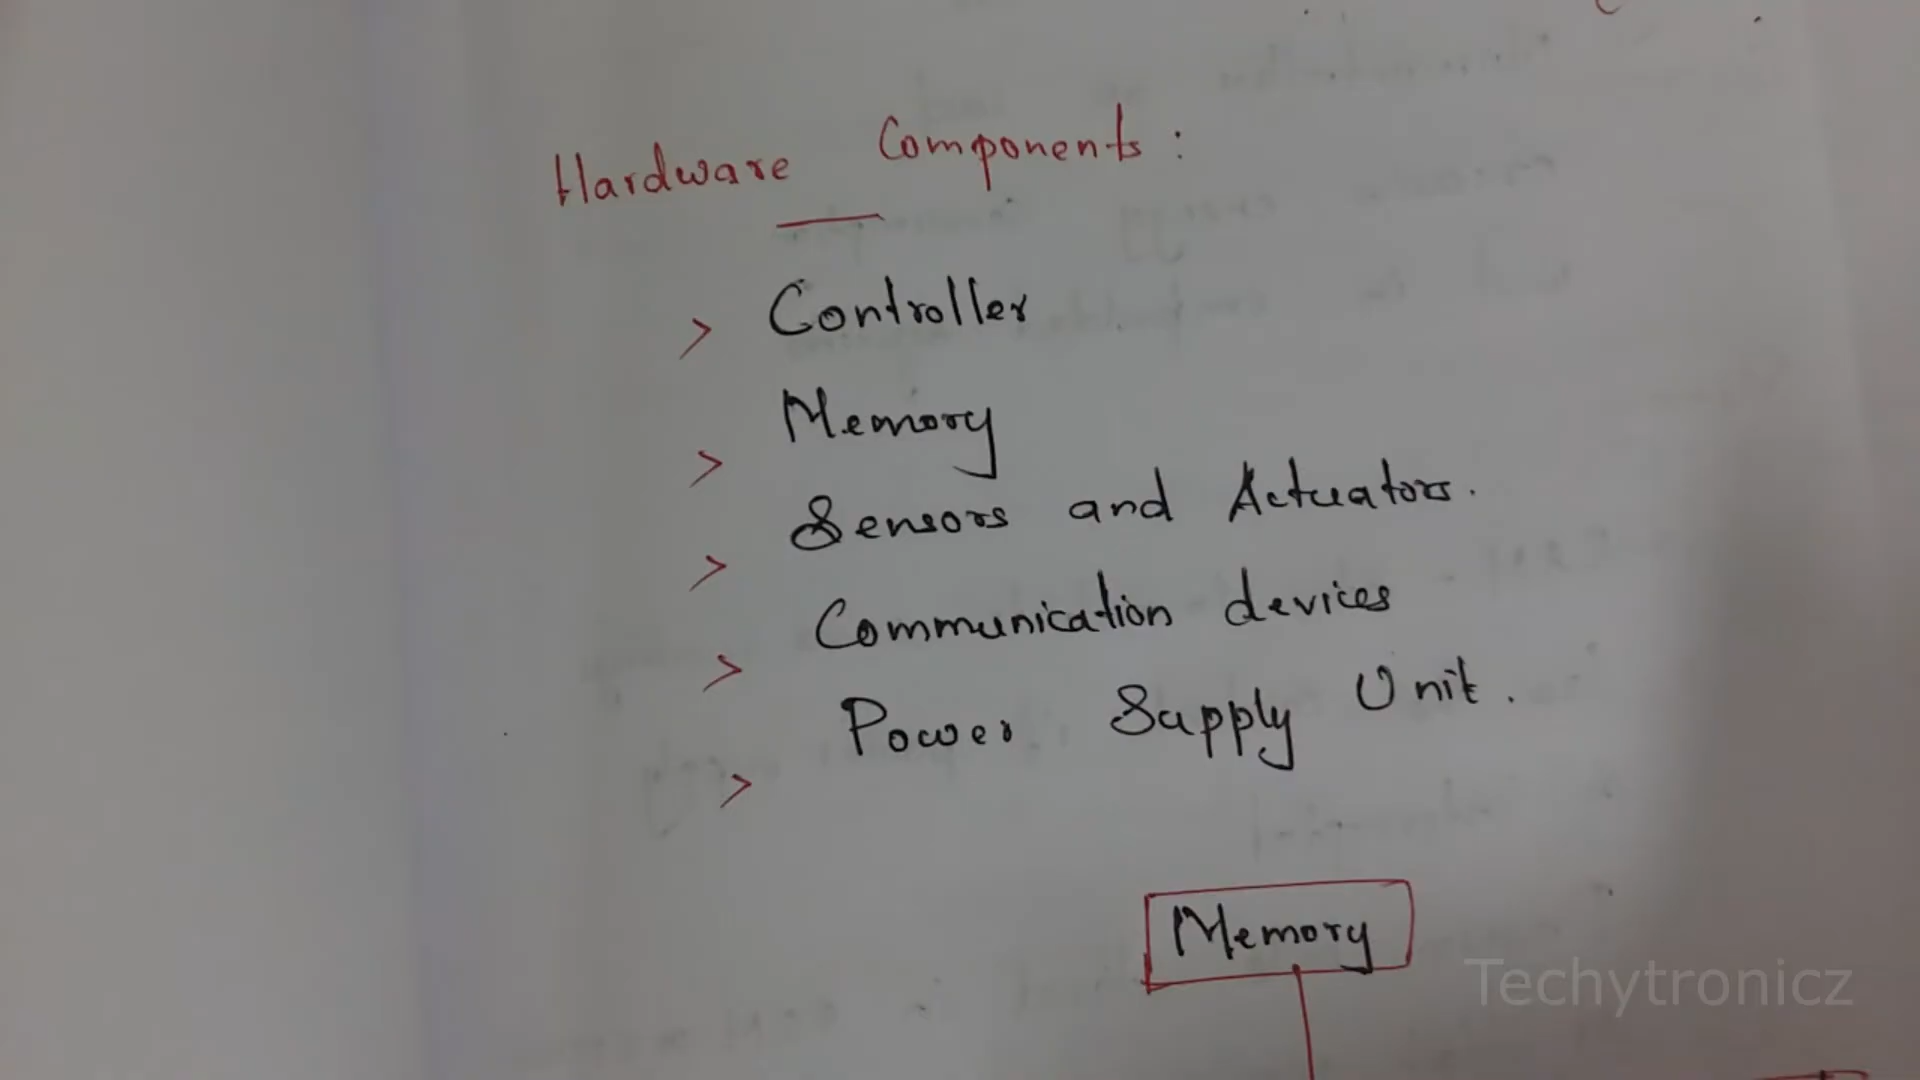 Hardware Components:
> Controller
> Memory
> Sensors and Actuators.
> Communication devices
> Power Supply Unit.
Memory
Techytronicz